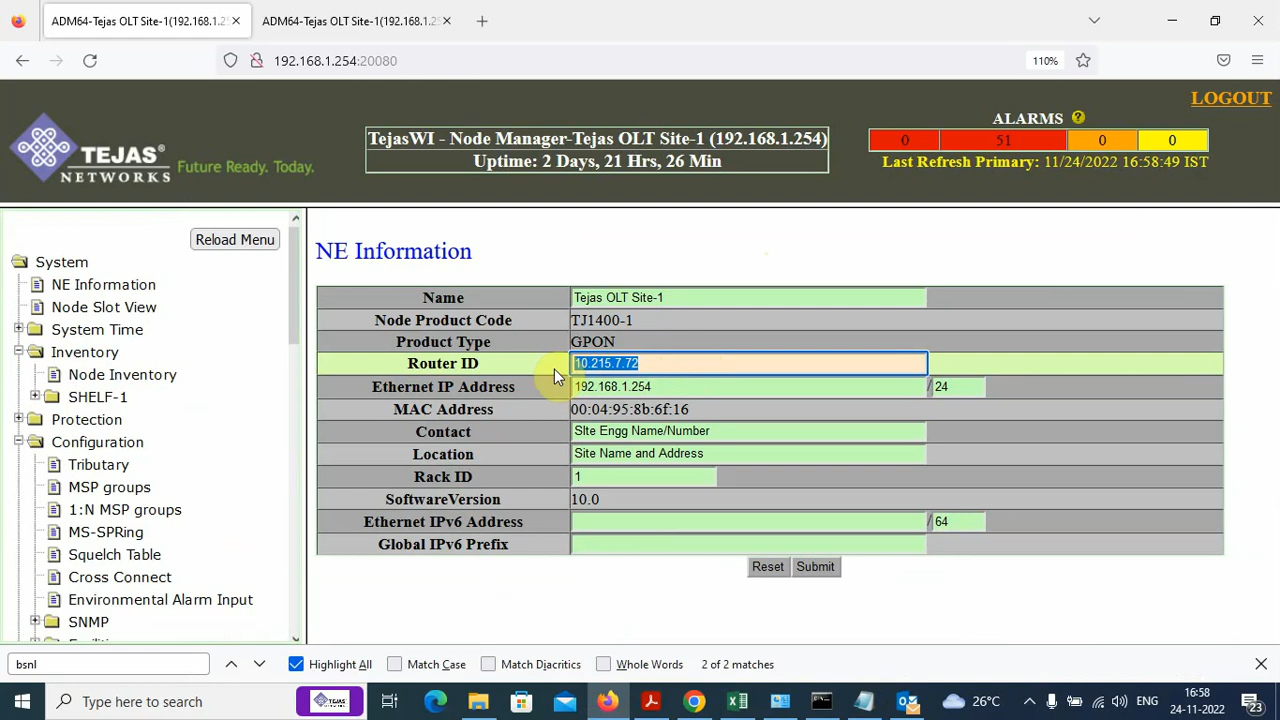 ADM64-Tejas OLT Site-1(192.168.1.25
ADM64-Tejas OLT Site-1(192.168.1.25
192.168.1.254:20080
110%
LOGOUT
TEJAS
NETWORKS
Future Ready. Today.
TejasWI - Node Manager-Tejas OLT Site-1 (192.168.1.254)
Uptime: 2 Days, 21 Hrs, 26 Min
ALARMS ?
0 51 0 0
Last Refresh Primary: 11/24/2022 16:58:49 IST
Reload Menu
System
NE Information
Node Slot View
System Time
Inventory
Node Inventory
SHELF-1
Protection
Configuration
Tributary
MSP groups
1:N MSP groups
MS-SPRing
Squelch Table
Cross Connect
Environmental Alarm Input
SNMP
NE Information
Name Tejas OLT Site-1
Node Product Code TJ1400-1
Product Type GPON
Router ID 10.215.7.72
Ethernet IP Address 192.168.1.254 / 24
MAC Address 00:04:95:8b:6f:16
Contact SIte Engg Name/Number
Location Site Name and Address
Rack ID 1
SoftwareVersion 10.0
Ethernet IPv6 Address / 64
Global IPv6 Prefix
Reset Submit
bsnl Highlight All Match Case Match Diacritics Whole Words 2 of 2 matches
Type here to search
26°C
ENG
16:58
24-11-2022
23